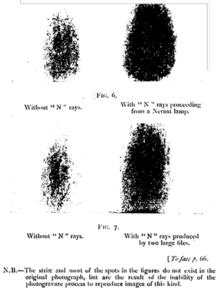 Fig. 6.
Without "N" rays.
With "N" rays proceeding
from a Nernst lamp.
Fig. 7.
Without "N" rays.
With "N" rays produced
by two large files.
[To face p. 66.
N.B.—The striæ and most of the spots in the figures do not exist in the
original photograph, but are the result of the inability of the
photogravure process to reproduce images of this kind.